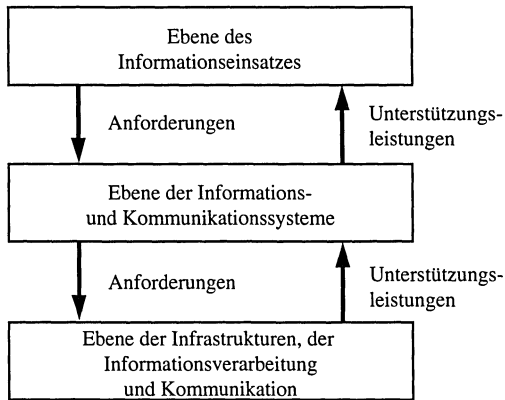 Ebene des
Informationseinsatzes
Anforderungen
Unterstützungs-
leistungen
Ebene der Informations-
und Kommunikationssysteme
Anforderungen
Unterstützungs-
leistungen
Ebene der Infrastrukturen, der
Informationsverarbeitung
und Kommunikation